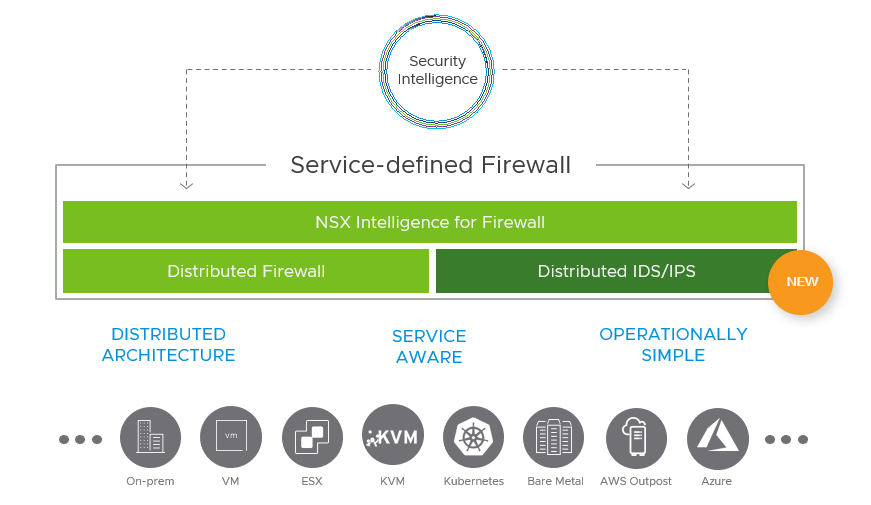 Security
Intelligence
Service-defined Firewall
NSX Intelligence for Firewall
Distributed Firewall
Distributed IDS/IPS
NEW
DISTRIBUTED
ARCHITECTURE
SERVICE
AWARE
OPERATIONALLY
SIMPLE
vm
KVM
On-prem
VM
ESX
KVM
Kubernetes
Bare Metal
AWS Outpost
Azure